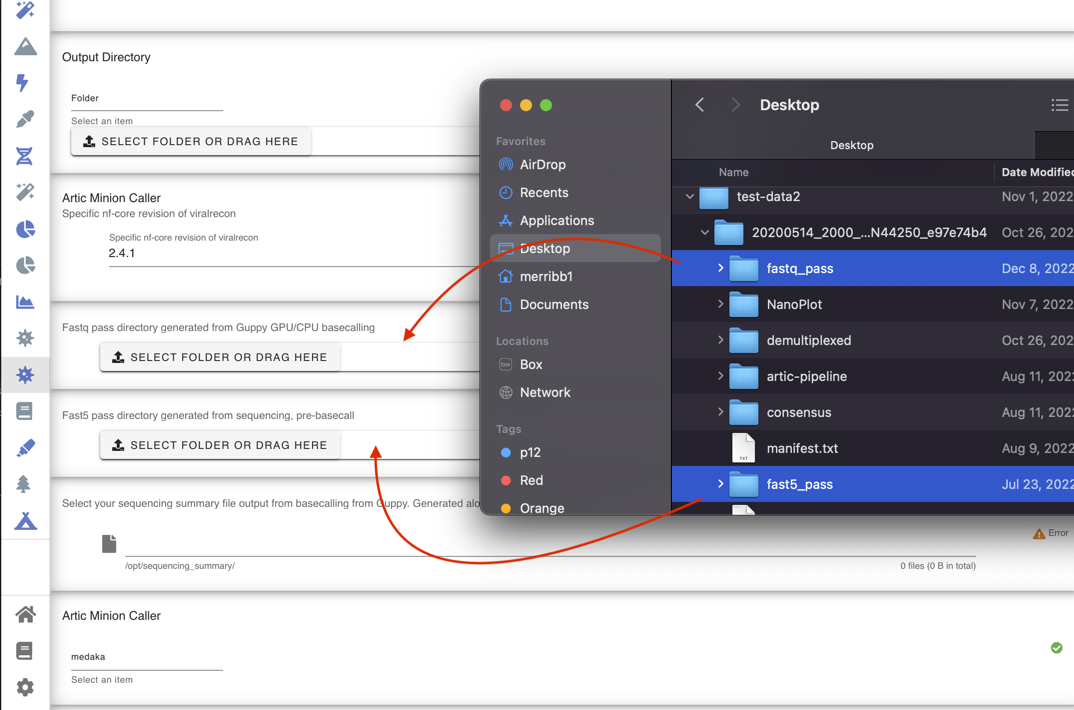 Output Directory
Folder
Select an item
SELECT FOLDER OR DRAG HERE
Artic Minion Caller
Specific nf-core revision of viralrecon
Specific nf-core revision of viralrecon
2.4.1
Fastq pass directory generated from Guppy GPU/CPU basecalling
SELECT FOLDER OR DRAG HERE
Fast5 pass directory generated from sequencing, pre-basecall
SELECT FOLDER OR DRAG HERE
Select your sequencing summary file output from basecalling from Guppy. Generated alo
/opt/sequencing_summary/
0 files (0 B in total)
Error
Artic Minion Caller
medaka
Select an item
Favorites
AirDrop
Recents
Applications
Desktop
merribb1
Documents
Locations
box
Box
Network
Tags
p12
Red
Orange
Desktop
Desktop
Name
Date Modified
test-data2
Nov 1, 2022
20200514_2000_...N44250_e97e74b4
Oct 26, 202
fastq_pass
Dec 8, 2022
NanoPlot
Nov 7, 2022
demultiplexed
Oct 26, 202
artic-pipeline
Aug 11, 202
consensus
Aug 11, 202
TXT
manifest.txt
Aug 9, 2022
fast5_pass
Jul 23, 2022